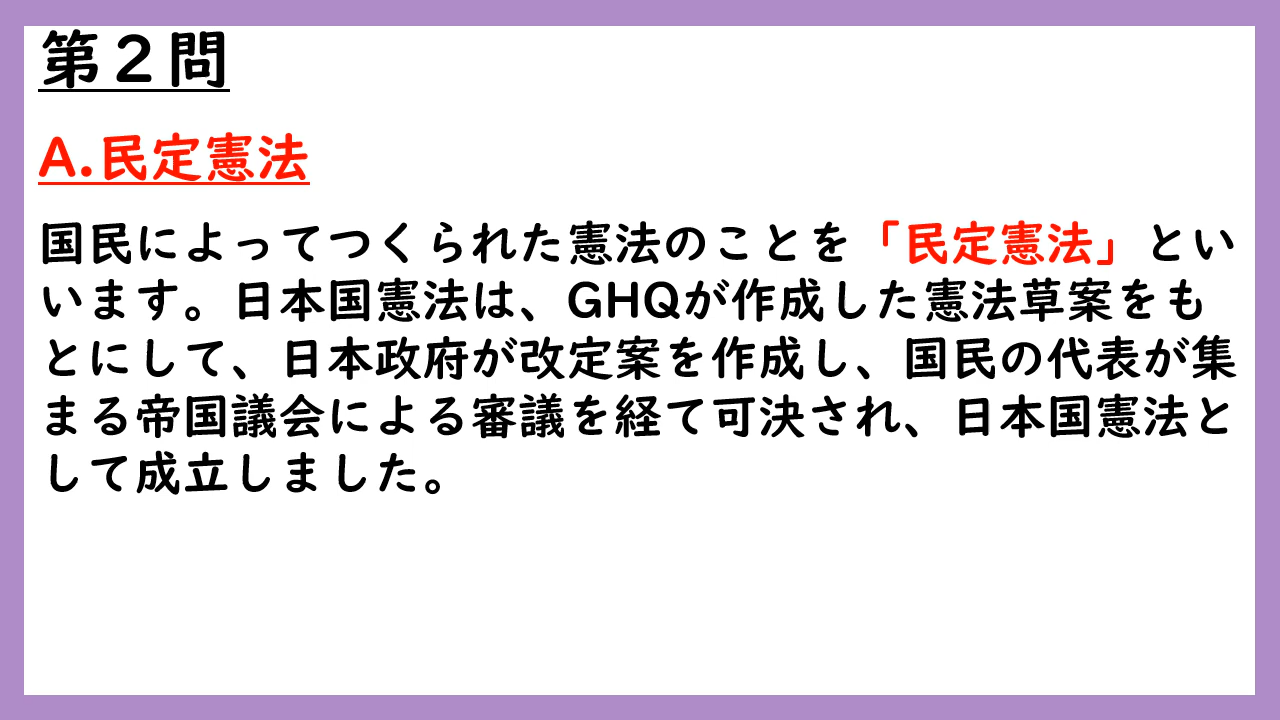 第２問
A.民定憲法
国民によってつくられた憲法のことを「民定憲法」とい
います。日本国憲法は、GHQが作成した憲法草案をも
とにして、日本政府が改定案を作成し、国民の代表が集
まる帝国議会による審議を経て可決され、日本国憲法と
して成立しました。